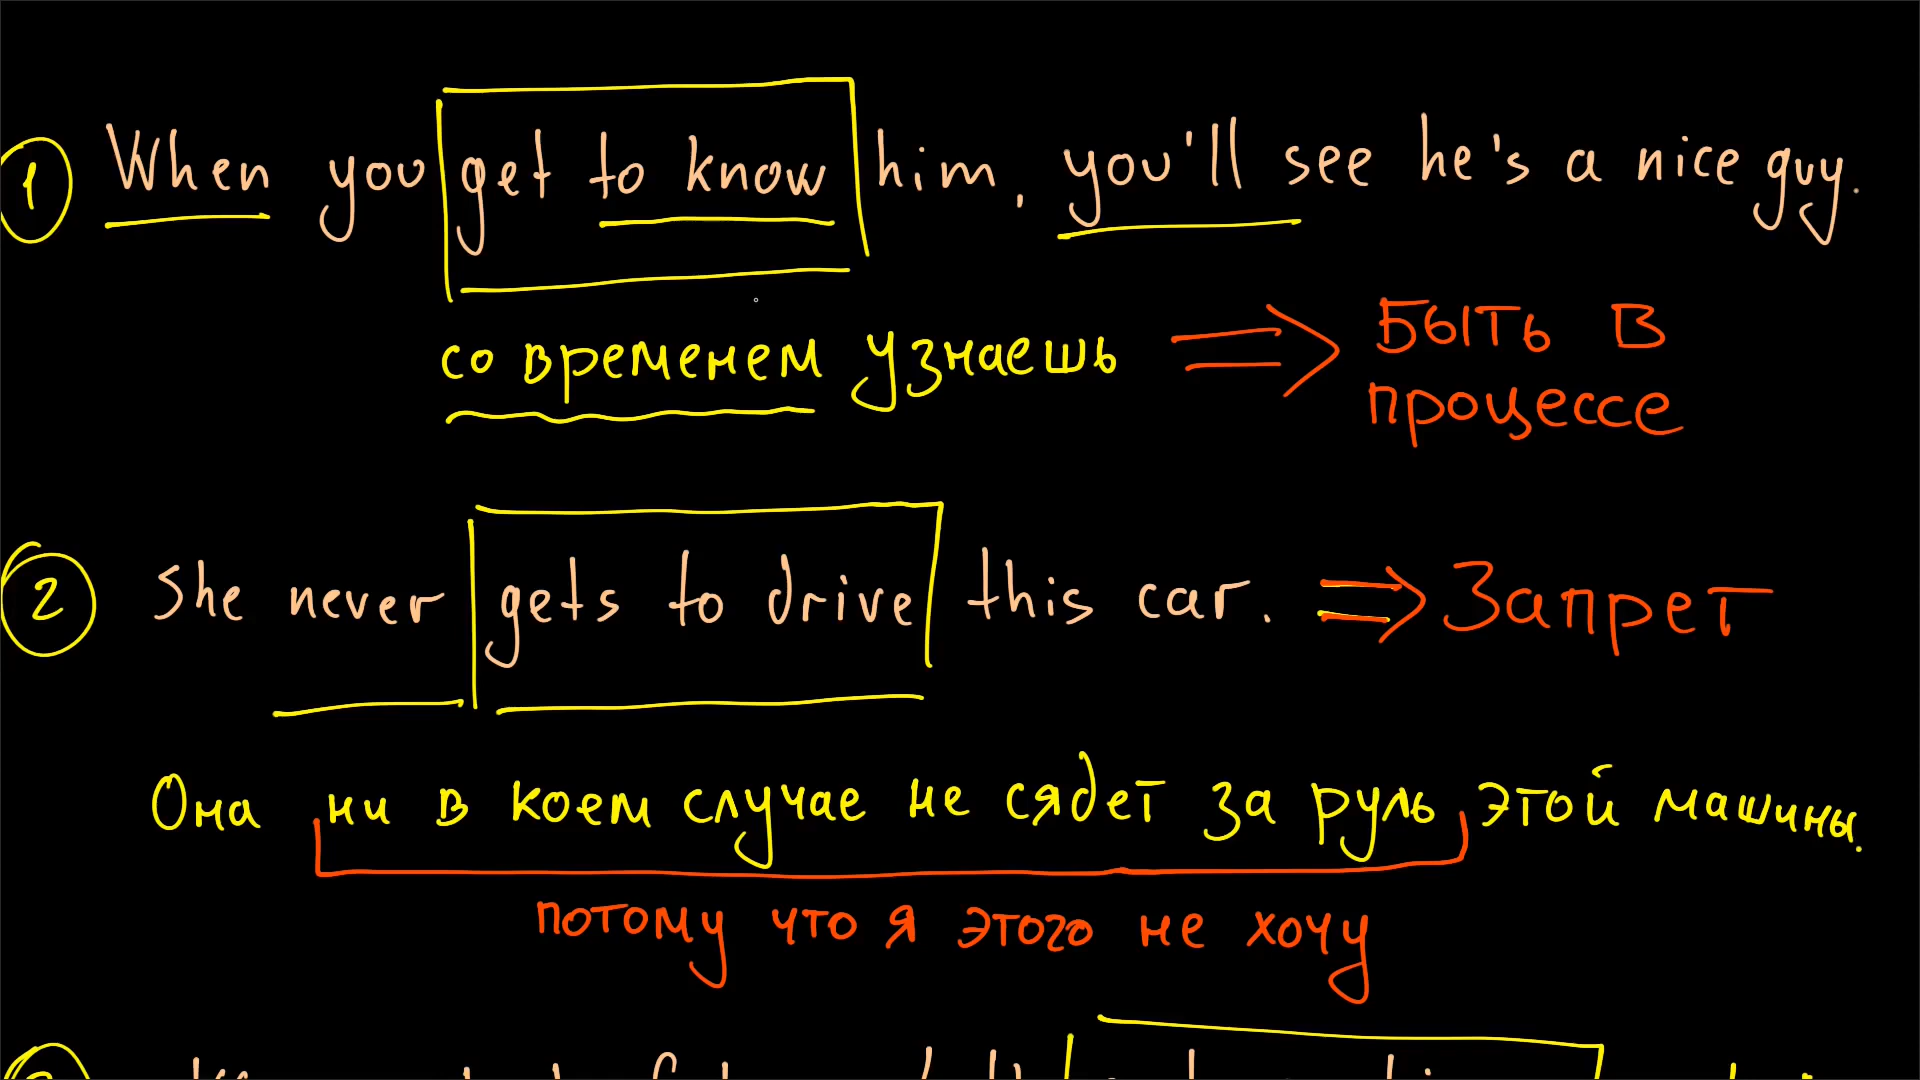 1 When you get to know him, you'll see he's a nice guy.
со временем узнаешь ⇒ БЫТЬ В
процессе
2 She never gets to drive this car. ⇒ Запрет
Она ни в коем случае не сядет за руль этой машины.
потому что я этого не хочу